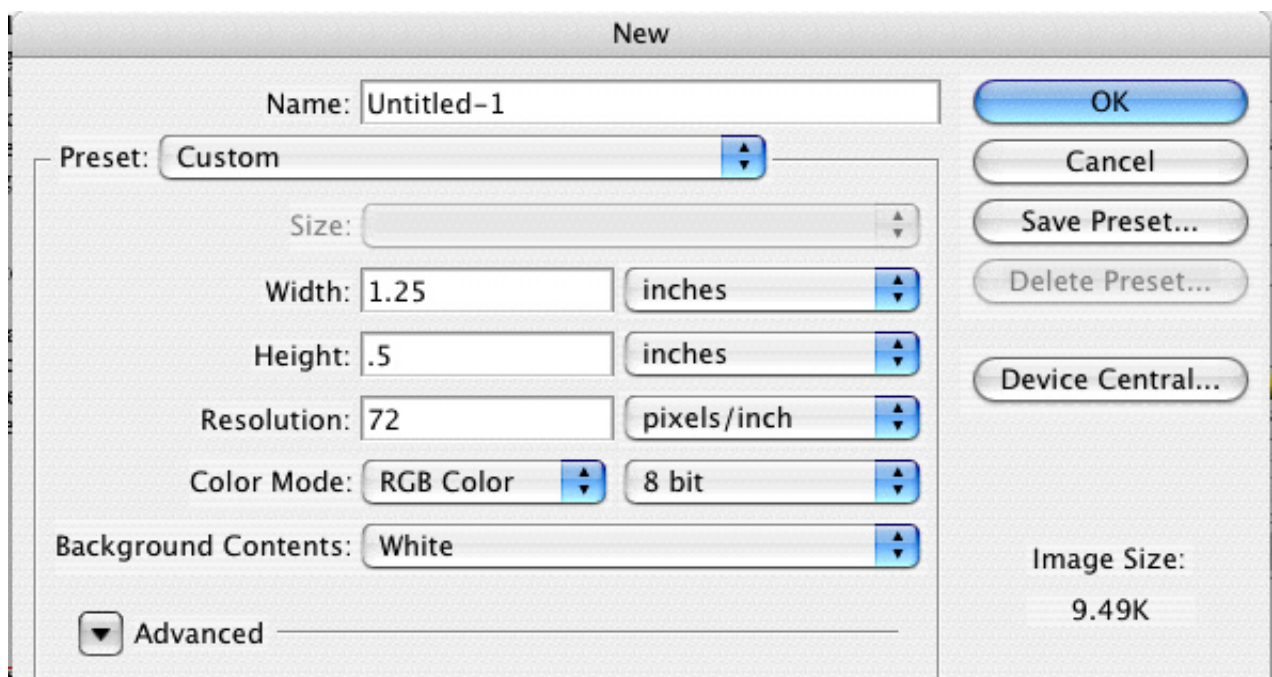 New
Name: Untitled-1
OK
Preset: Custom
Cancel
Size:
Save Preset...
Width: 1.25 inches
Delete Preset...
Height: .5 inches
Device Central...
Resolution: 72 pixels/inch
Color Mode: RGB Color 8 bit
Background Contents: White
Image Size:
9.49K
Advanced